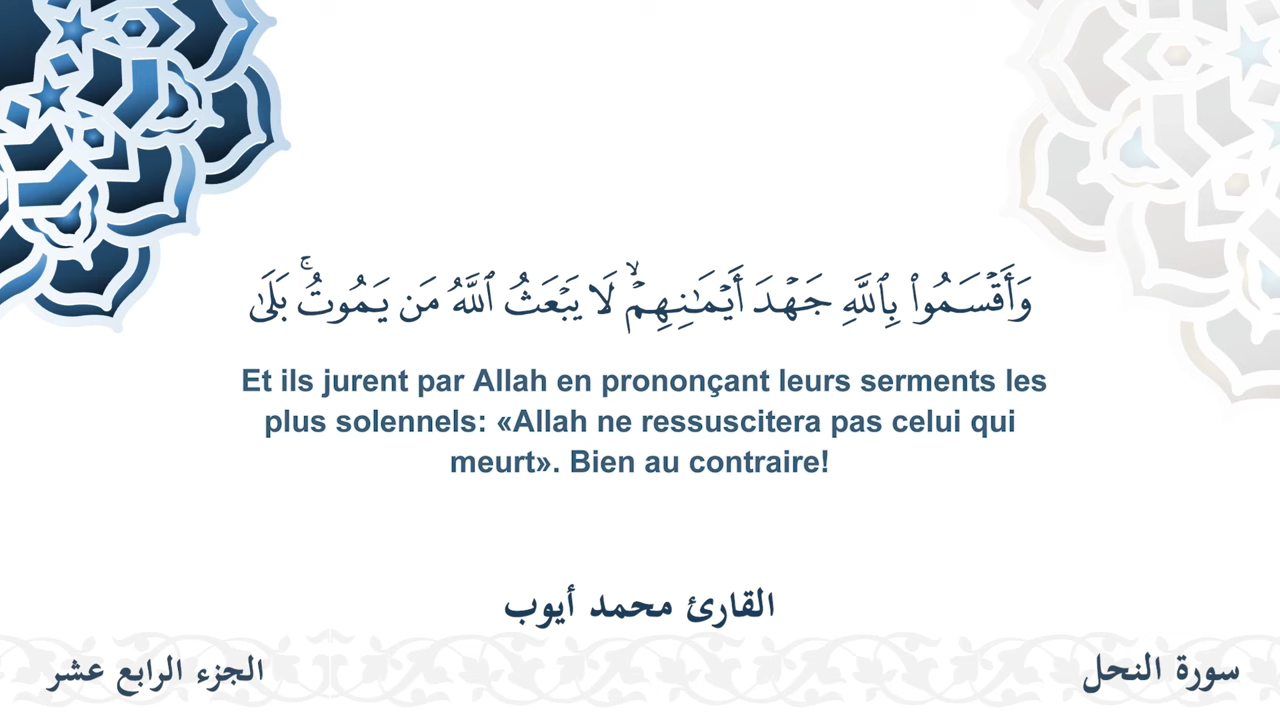 وَأَقْسَمُوا۟ بِٱللَّهِ جَهْدَ أَيْمَـٰنِهِمْ ۙ لَا يَبْعَثُ ٱللَّهُ مَن يَمُوتُ ۚ بَلَىٰ
Et ils jurent par Allah en prononçant leurs serments les
plus solennels: «Allah ne ressuscitera pas celui qui
meurt». Bien au contraire!
القارئ محمد أيوب
سورة النحل
الجزء الرابع عشر